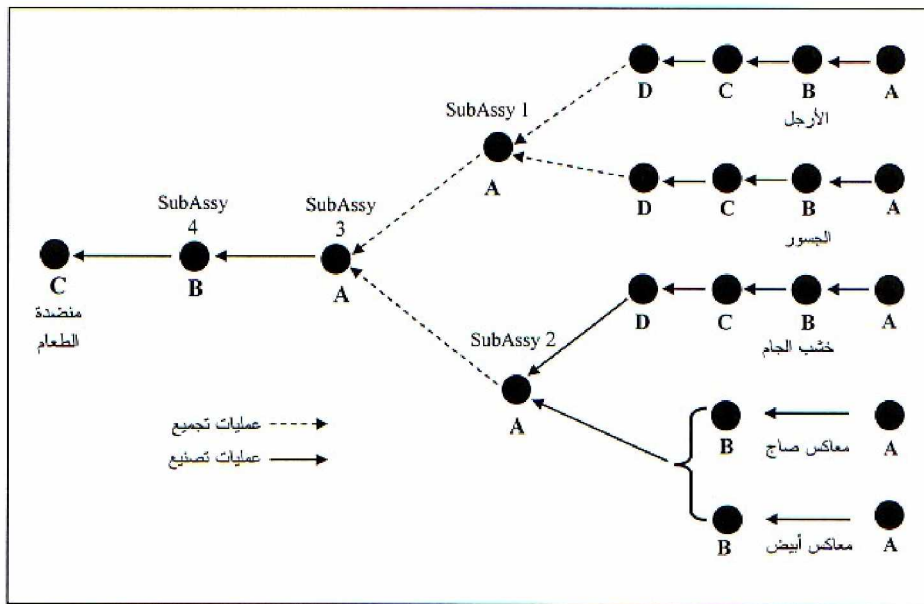 D C B A
الأرجل
SubAssy 1
A
D C B A
الجسور
SubAssy
4
SubAssy
3
C
B
A
منضدة
الطعام
D C B A
خشب الجام
SubAssy 2
A
عمليات تجميع
عمليات تصنيع
B
معاكس صاج
A
B
معاكس أبيض
A